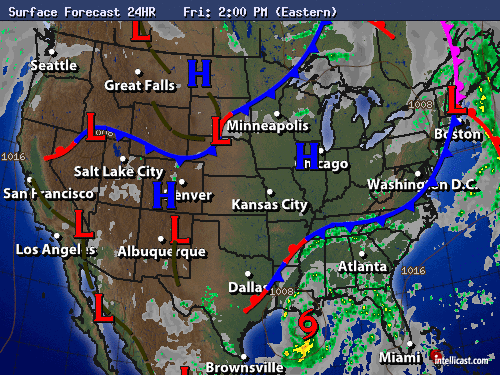 Surface Forecast 24HR Fri: 2:00 PM (Eastern)
L
Seattle
H
Great Falls
1008
L
L
L
Minneapolis
Boston
1008
1016
H
Chicago
Salt Lake City
San Francisco
H
Denver
Washington D.C.
Kansas City
L
L
Los Angeles
Albuquerque
Atlanta
1016
Dallas
1008
L
Miami
intellicast.com
Brownsville
L